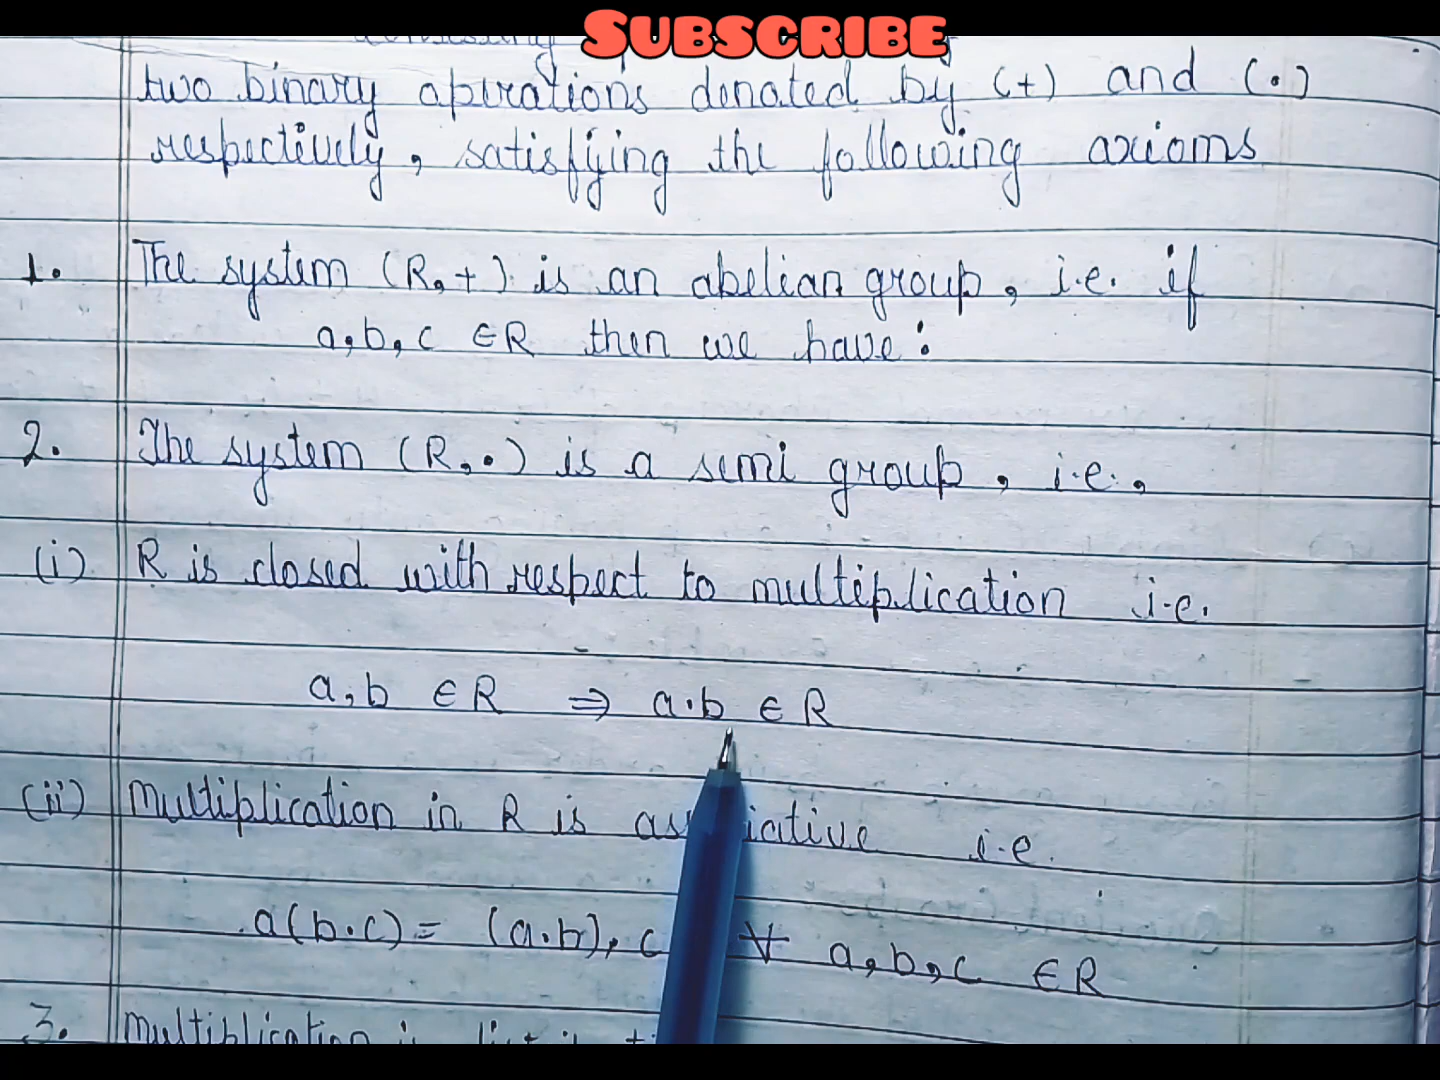 SUBSCRIBE
two binary operations denated by (+) and (·)
respectively, satisfying the following axioms
1. The system (R, +) is an abelian group, i.e. if
a, b, c ∈ R then we have:
2. The system (R, ·) is a semi group, i.e.,
(i) R is closed with respect to multiplication i.e.
a, b ∈ R ⇒ a·b ∈ R
(ii) Multiplication in R is i.e.
a(b·c) = (a·b), c ∀ a, b, c ∈ R
3. Multiplication